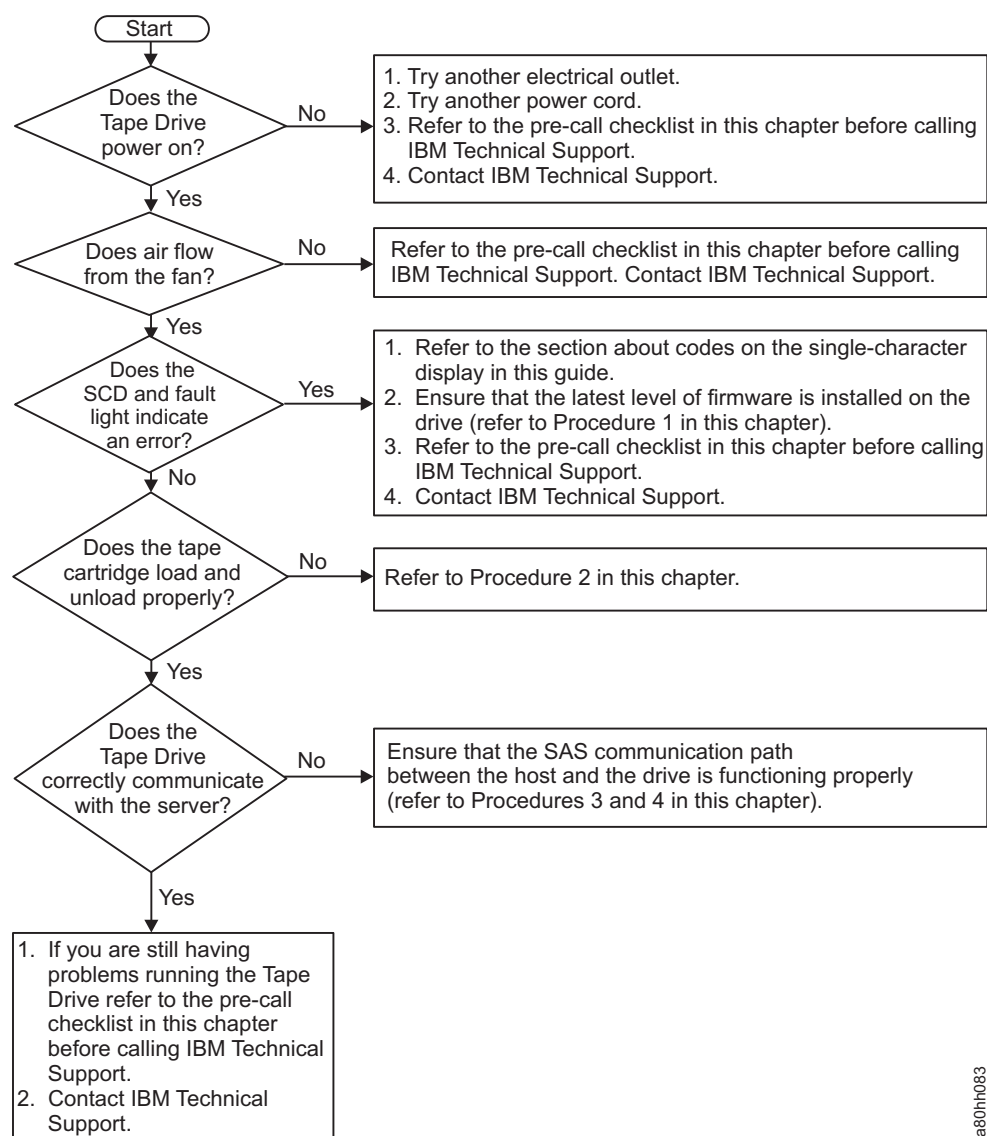 Start
Does the
Tape Drive
power on?
No
1. Try another electrical outlet.
2. Try another power cord.
3. Refer to the pre-call checklist in this chapter before calling
IBM Technical Support.
4. Contact IBM Technical Support.
Yes
Does air flow
from the fan?
No
Refer to the pre-call checklist in this chapter before calling
IBM Technical Support. Contact IBM Technical Support.
Yes
Does the
SCD and fault
light indicate
an error?
Yes
1. Refer to the section about codes on the single-character
display in this guide.
2. Ensure that the latest level of firmware is installed on the
drive (refer to Procedure 1 in this chapter).
3. Refer to the pre-call checklist in this chapter before calling
IBM Technical Support.
4. Contact IBM Technical Support.
No
Does the tape
cartridge load and
unload properly?
No
Refer to Procedure 2 in this chapter.
Yes
Does the
Tape Drive
correctly communicate
with the server?
No
Ensure that the SAS communication path
between the host and the drive is functioning properly
(refer to Procedures 3 and 4 in this chapter).
Yes
1. If you are still having
problems running the Tape
Drive refer to the pre-call
checklist in this chapter
before calling IBM Technical
Support.
2. Contact IBM Technical
Support.
a80hh083